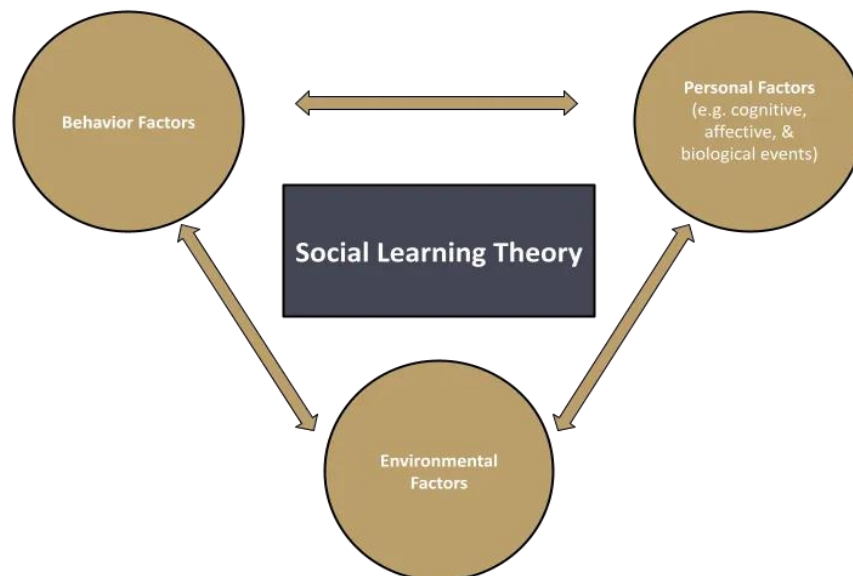 Behavior Factors
Personal Factors
(e.g. cognitive,
affective, &
biological events)
Social Learning Theory
Environmental
Factors